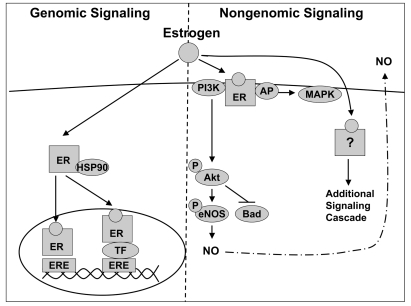 Genomic Signaling
Nongenomic Signaling
Estrogen
NO
PI3K
ER
AP
MAPK
?
ER
HSP90
P
Akt
Additional
Signaling
Cascade
P
eNOS
Bad
ER
ER
TF
NO
ERE
ERE